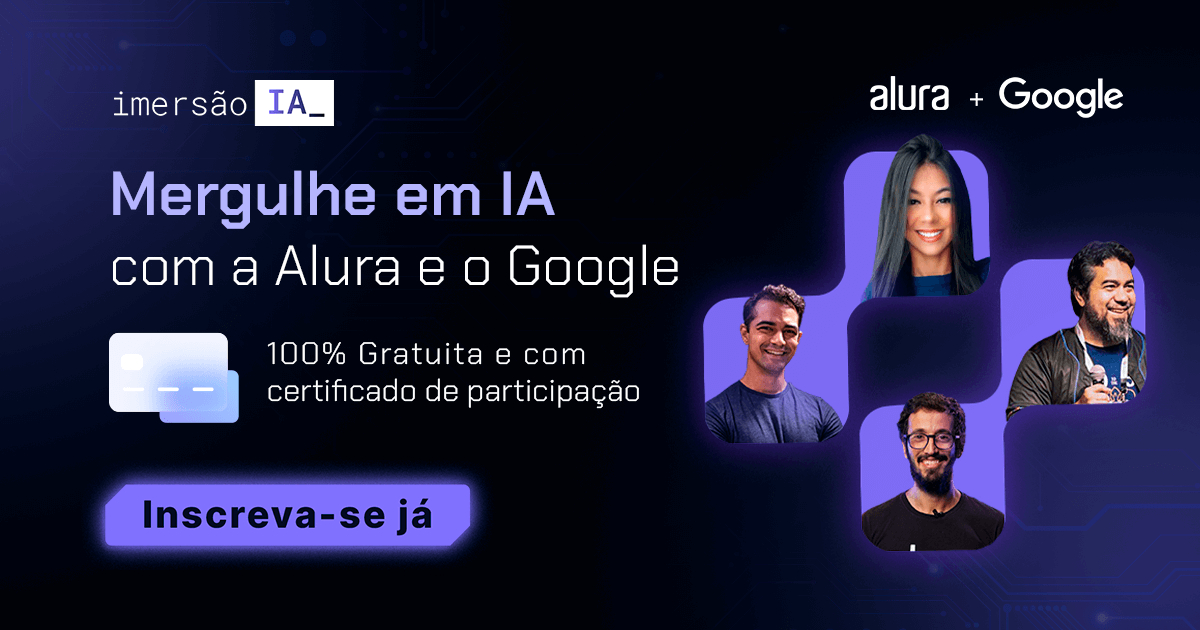 imersão IA_
alura + Google
Mergulhe em IA
com a Alura e o Google
100% Gratuita e com
certificado de participação
Inscreva-se já